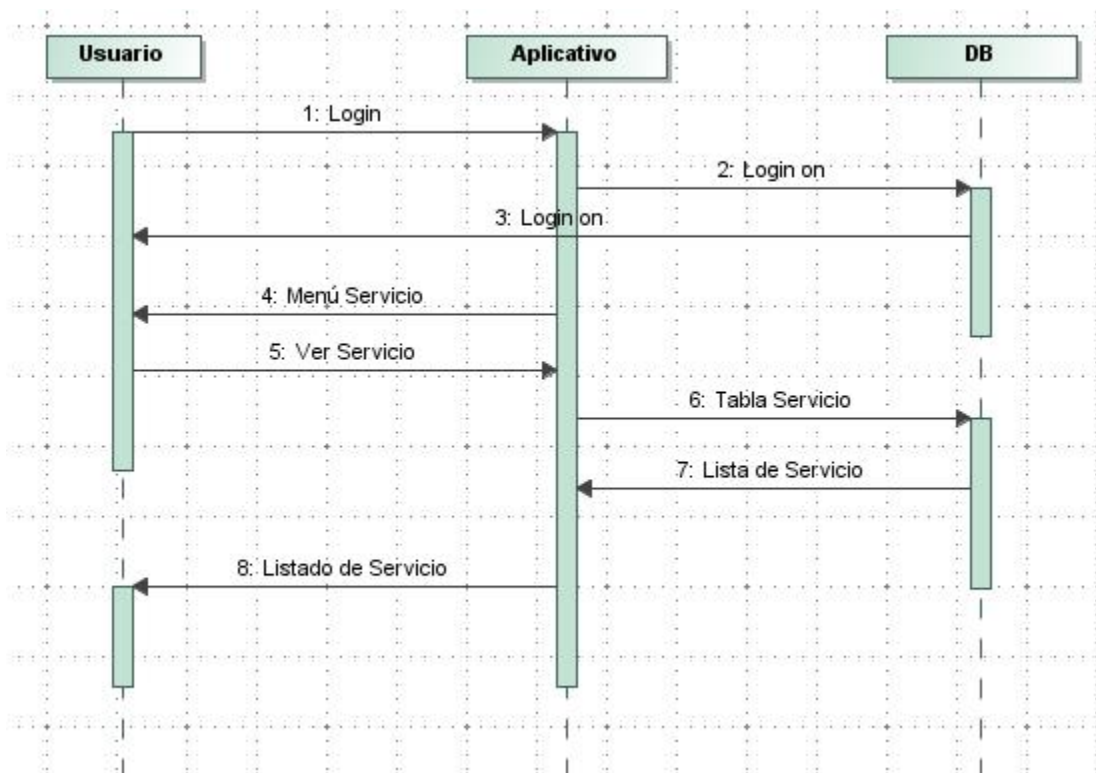 Usuario
Aplicativo
DB
1: Login
2: Login on
3: Login on
4: Menú Servicio
5: Ver Servicio
6: Tabla Servicio
7: Lista de Servicio
8: Listado de Servicio